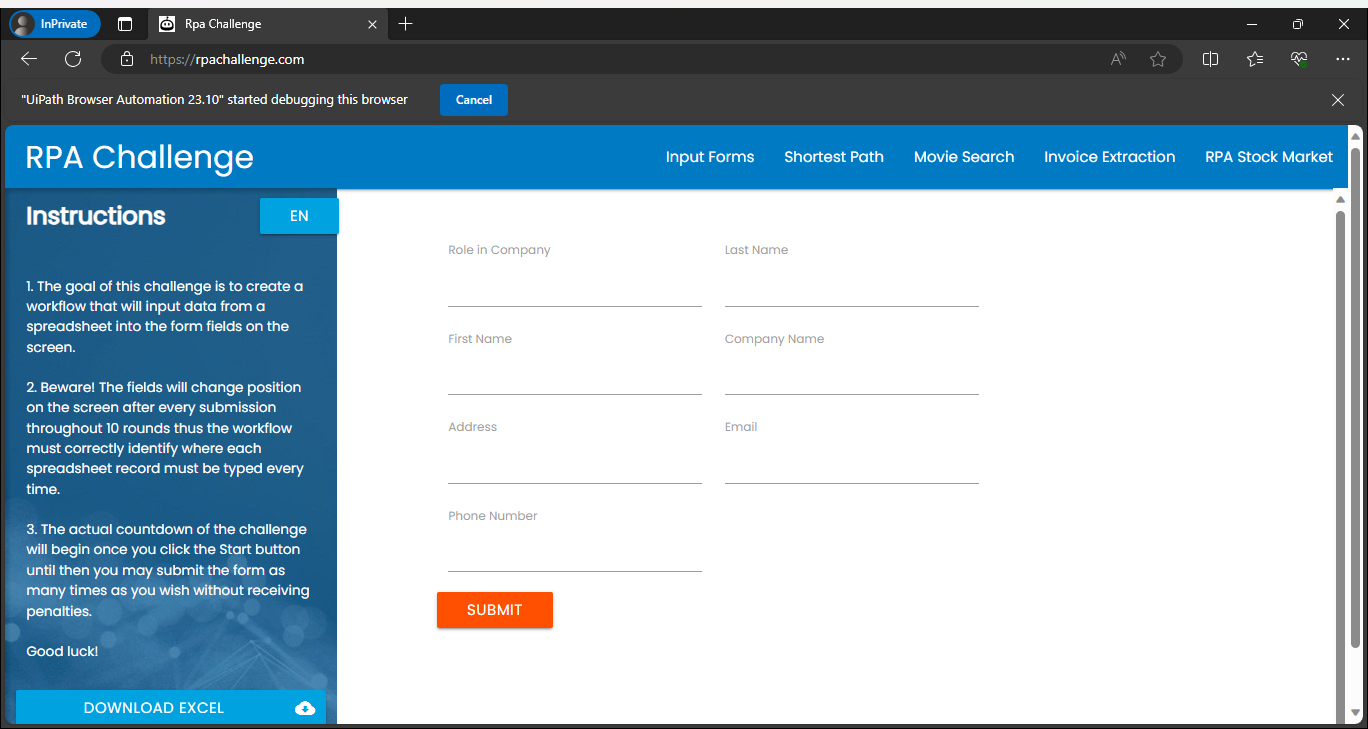 InPrivate
Rpa Challenge
https://rpachallenge.com
"UiPath Browser Automation 23.10" started debugging this browser
Cancel
RPA Challenge
Input Forms
Shortest Path
Movie Search
Invoice Extraction
RPA Stock Market
Instructions
EN
1. The goal of this challenge is to create a
workflow that will input data from a
spreadsheet into the form fields on the
screen.
2. Beware! The fields will change position
on the screen after every submission
throughout 10 rounds thus the workflow
must correctly identify where each
spreadsheet record must be typed every
time.
3. The actual countdown of the challenge
will begin once you click the Start button
until then you may submit the form as
many times as you wish without receiving
penalties.
Good luck!
DOWNLOAD EXCEL
Role in Company
Last Name
First Name
Company Name
Address
Email
Phone Number
SUBMIT